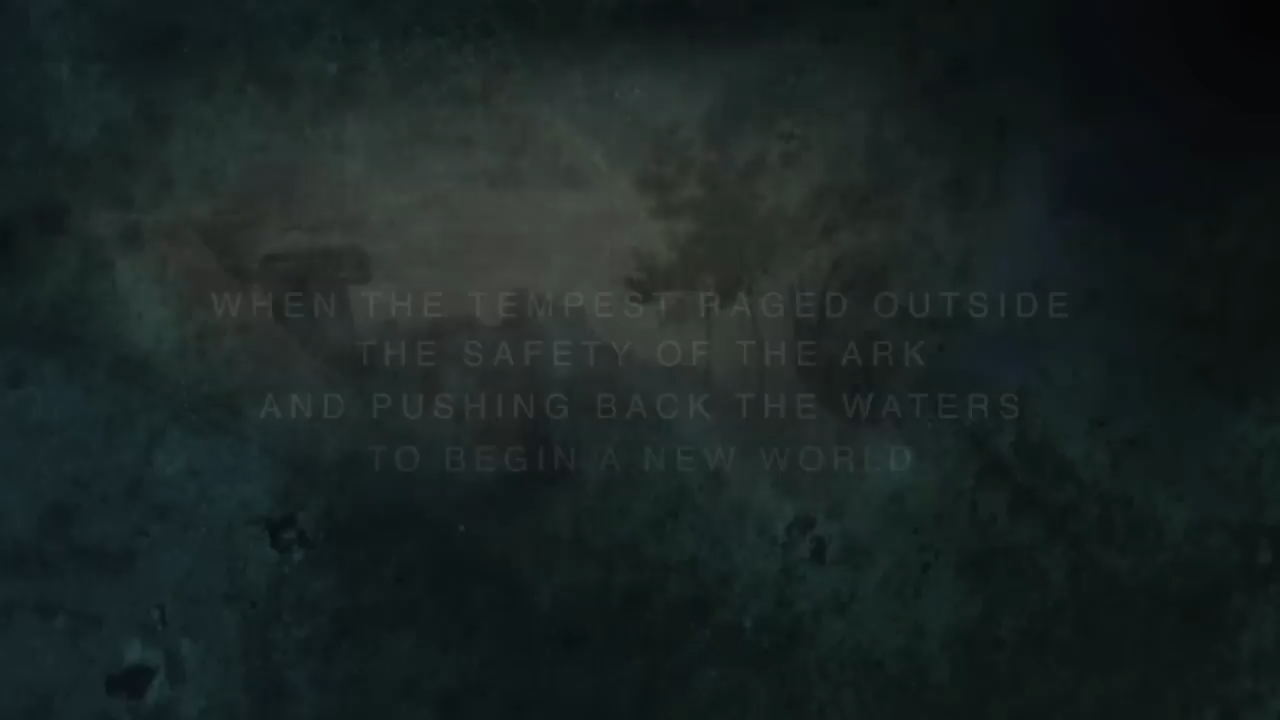 WHEN THE TEMPEST RAGED OUTSIDE
THE SAFETY OF THE ARK
AND PUSHING BACK THE WATERS
TO BEGIN A NEW WORLD